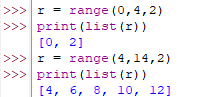 >>> r = range(0,4,2)
>>> print(list(r))
[0, 2]
>>> r = range(4,14,2)
>>> print(list(r))
[4, 6, 8, 10, 12]